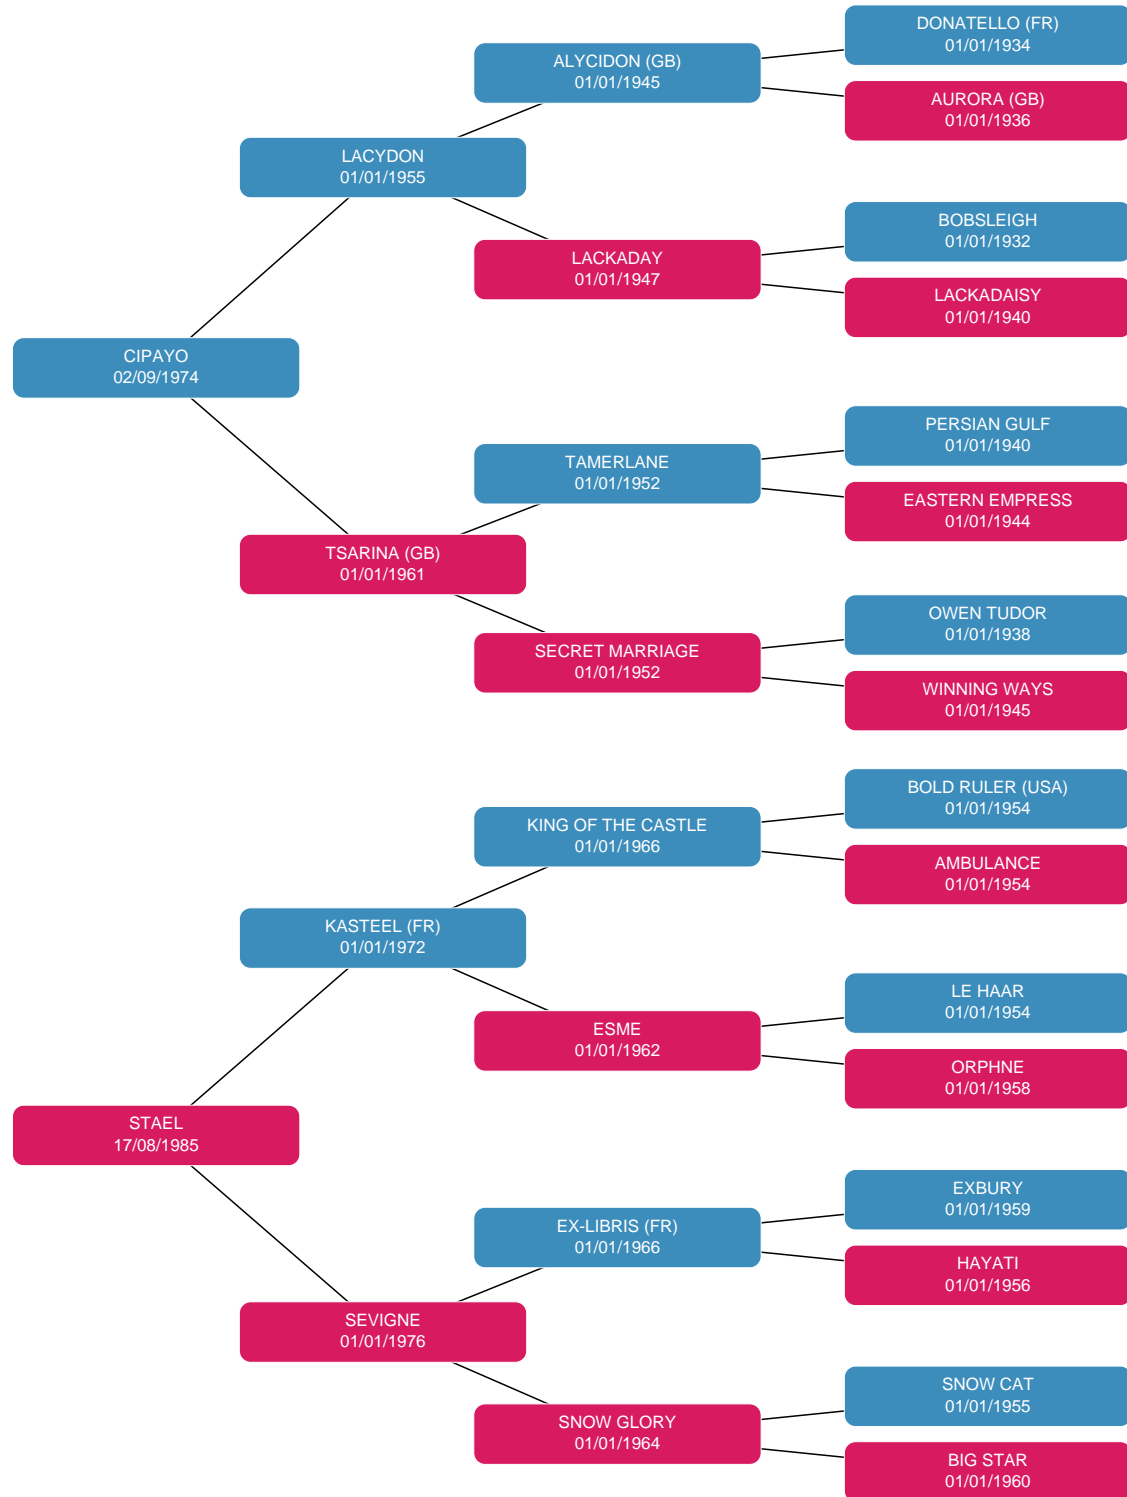 DONATELLO (FR)
01/01/1934
ALYCIDON (GB)
01/01/1945
AURORA (GB)
01/01/1936
LACYDON
01/01/1955
BOBSLEIGH
01/01/1932
LACKADAY
01/01/1947
LACKADAISY
01/01/1940
CIPAYO
02/09/1974
PERSIAN GULF
01/01/1940
TAMERLANE
01/01/1952
EASTERN EMPRESS
01/01/1944
TSARINA (GB)
01/01/1961
OWEN TUDOR
01/01/1938
SECRET MARRIAGE
01/01/1952
WINNING WAYS
01/01/1945
BOLD RULER (USA)
01/01/1954
KING OF THE CASTLE
01/01/1966
AMBULANCE
01/01/1954
KASTEEL (FR)
01/01/1972
LE HAAR
01/01/1954
ESME
01/01/1962
ORPHNE
01/01/1958
STAEL
17/08/1985
EXBURY
01/01/1959
EX-LIBRIS (FR)
01/01/1966
HAYATI
01/01/1956
SEVIGNE
01/01/1976
SNOW CAT
01/01/1955
SNOW GLORY
01/01/1964
BIG STAR
01/01/1960